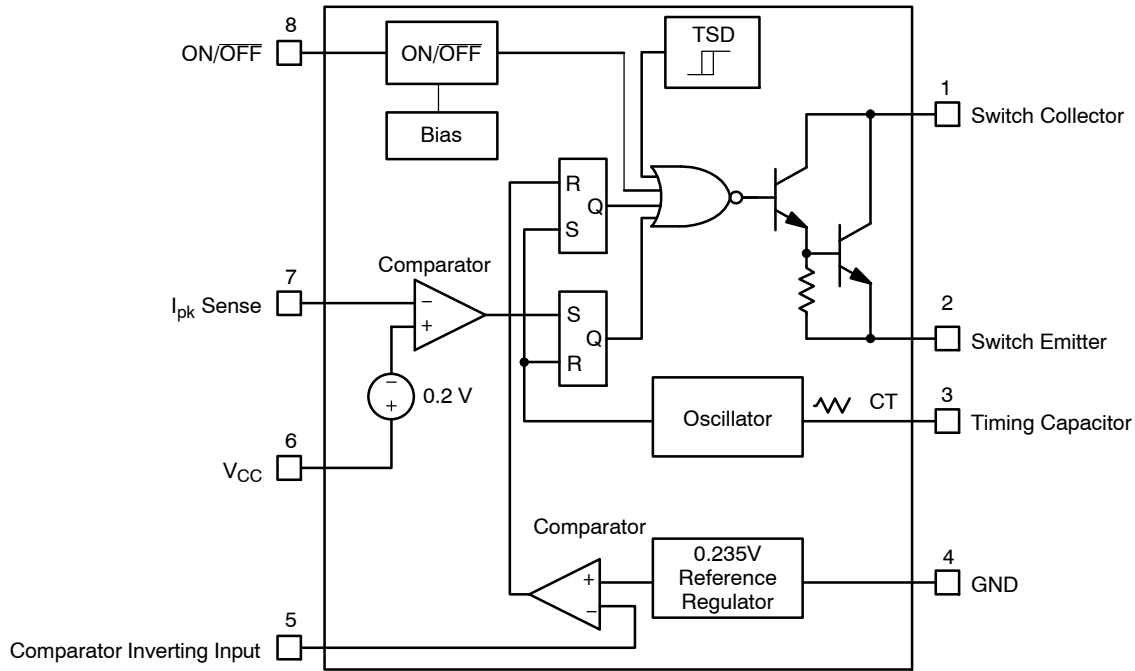 8
ON/OFF
ON/OFF
TSD
Bias
1
Switch Collector
R
Q
S
Comparator
7
Ipk Sense
−
+
S
Q
R
2
Switch Emitter
−
+
0.2 V
Oscillator
CT
3
Timing Capacitor
6
VCC
Comparator
0.235V
Reference
Regulator
+
−
4
GND
5
Comparator Inverting Input